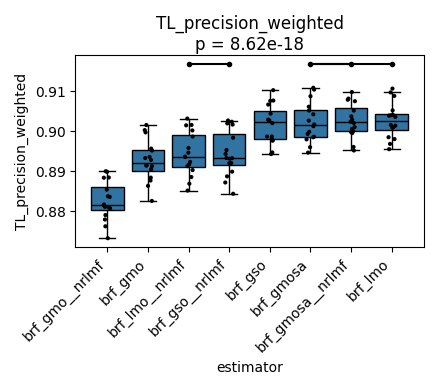 TL_precision_weighted
p = 8.62e-18
TL_precision_weighted
0.91
0.90
0.89
0.88
brf_gmo__nrlmf
brf_gmo
brf_lmo__nrlmf
brf_gso__nrlmf
brf_gso
brf_gmosa
brf_gmosa__nrlmf
brf_lmo
estimator